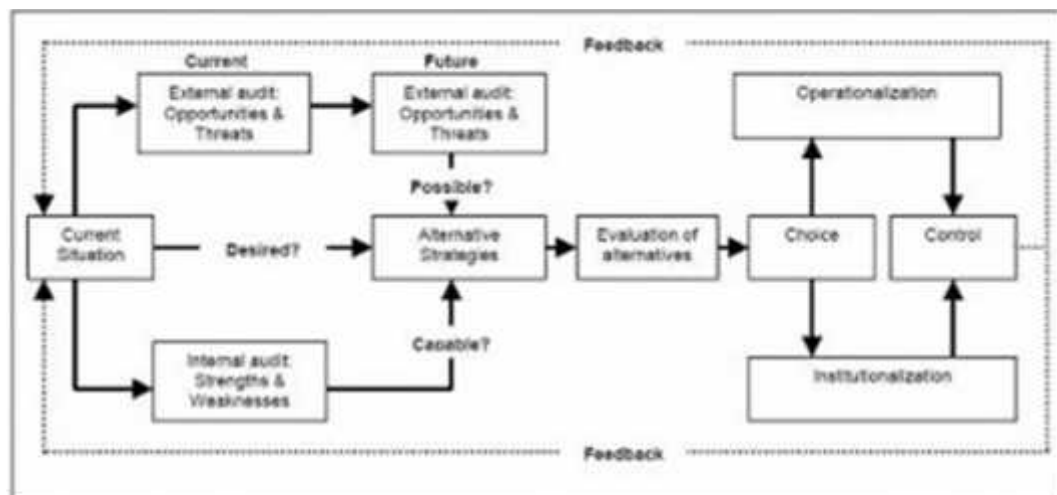 Feedback
Current
Future
External audit:
Opportunities &
Threats
External audit:
Opportunities &
Threats
Operationalization
Possible?
Current
Situation
Desired?
Alternative
Strategies
Evaluation of
alternatives
Choice
Control
Capable?
Internal audit:
Strengths &
Weaknesses
Institutionalization
Feedback